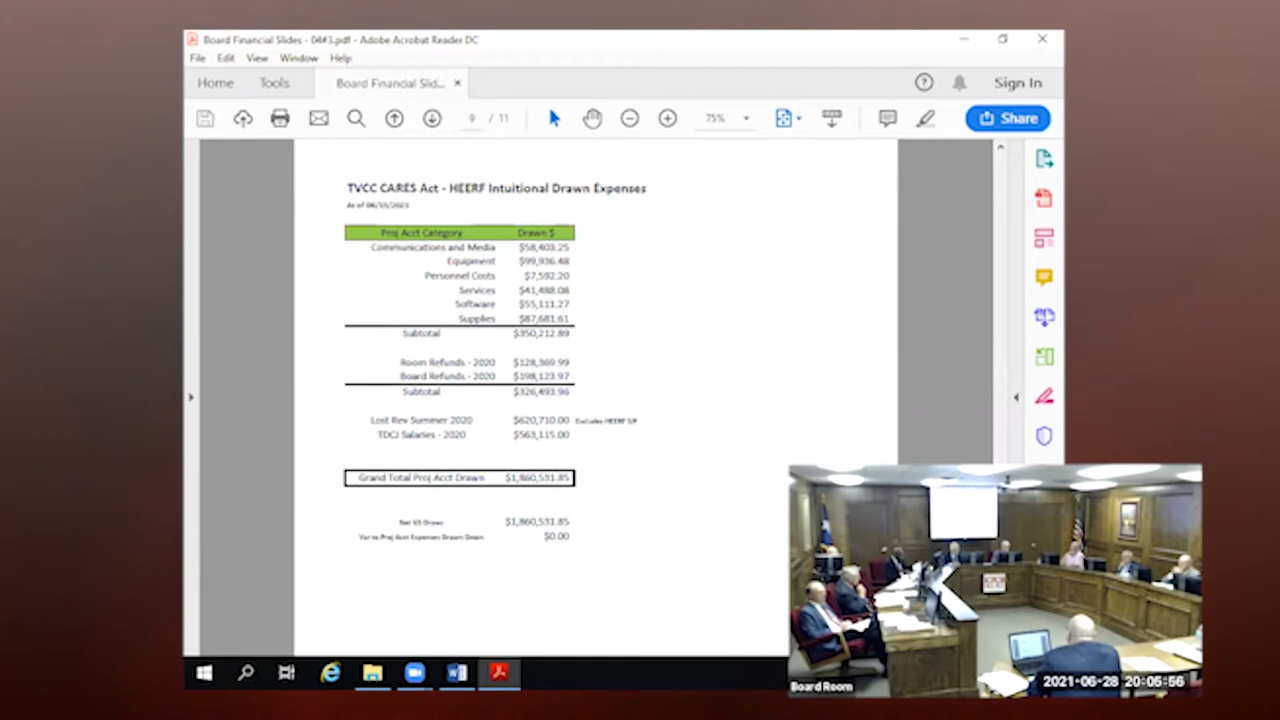 Board Financial Slides - 04#3.pdf - Adobe Acrobat Reader DC
File Edit View Window Help
Home Tools Board Financial Slid... × Sign In
9 / 11 75% Share
TVCC CARES Act - HEERF Intuitional Drawn Expenses
As of 06/15/2021
Proj Acct Category Drawn $
Communications and Media $58,403.25
Equipment $99,936.48
Personnel Costs $7,592.20
Services $41,488.08
Software $55,111.27
Supplies $87,681.61
Subtotal $350,212.89
Room Refunds - 2020 $128,369.99
Board Refunds - 2020 $198,123.97
Subtotal $326,493.96
Lost Rev Summer 2020 $620,710.00 Excludes HEERF SIP
TDCJ Salaries - 2020 $563,115.00
Grand Total Proj Acct Drawn $1,860,531.85
Net G5 Draws $1,860,531.85
Var to Proj Acct Expenses Drawn Down $0.00
Board Room
2021-06-28 20:05:56